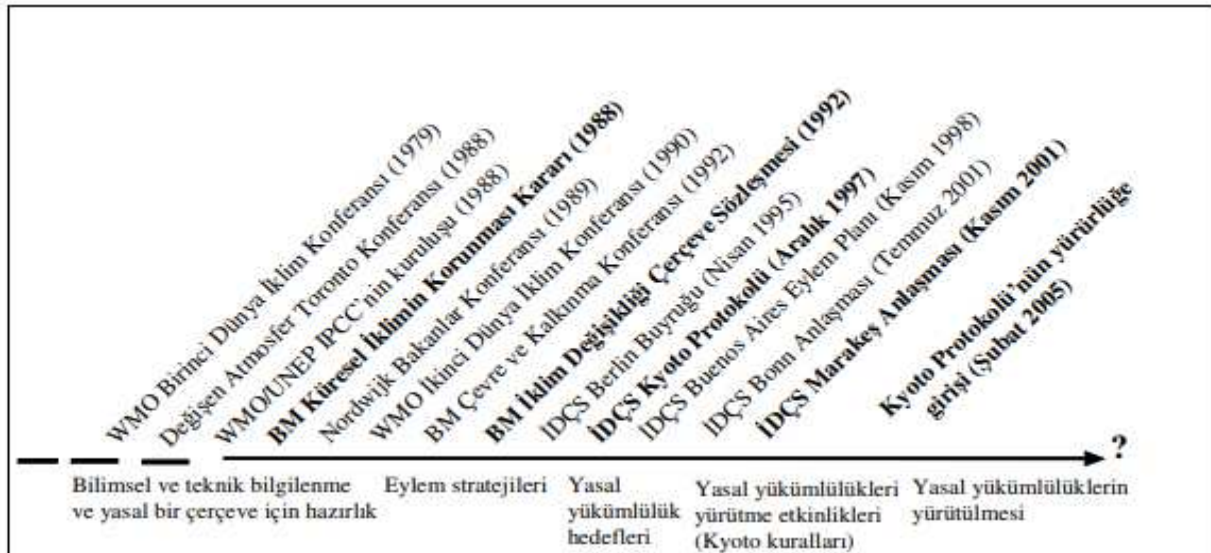 WMO Birinci Dünya İklim Konferansı (1979)
Değişen Atmosfer Toronto Konferansı (1988)
WMO/UNEP IPCC’nin kuruluşu (1988)
BM Küresel İklimin Korunması Kararı (1988)
Nordwijk Bakanlar Konferansı (1989)
WMO İkinci Dünya İklim Konferansı (1990)
BM Çevre ve Kalkınma Konferansı (1992)
BM İklim Değişikliği Çerçeve Sözleşmesi (1992)
İDÇS Berlin Buyruğu (Nisan 1995)
İDÇS Kyoto Protokolü (Aralık 1997)
İDÇS Buenos Aires Eylem Planı (Kasım 1998)
İDÇS Bonn Anlaşması (Temmuz 2001)
İDÇS Marakeş Anlaşması (Kasım 2001)
Kyoto Protokolü’nün yürürlüğe
girişi (Şubat 2005)
?
Bilimsel ve teknik bilgilenme
ve yasal bir çerçeve için hazırlık
Eylem stratejileri
Yasal
yükümlülük
hedefleri
Yasal yükümlülükleri
yürütme etkinlikleri
(Kyoto kuralları)
Yasal yükümlülüklerin
yürütülmesi